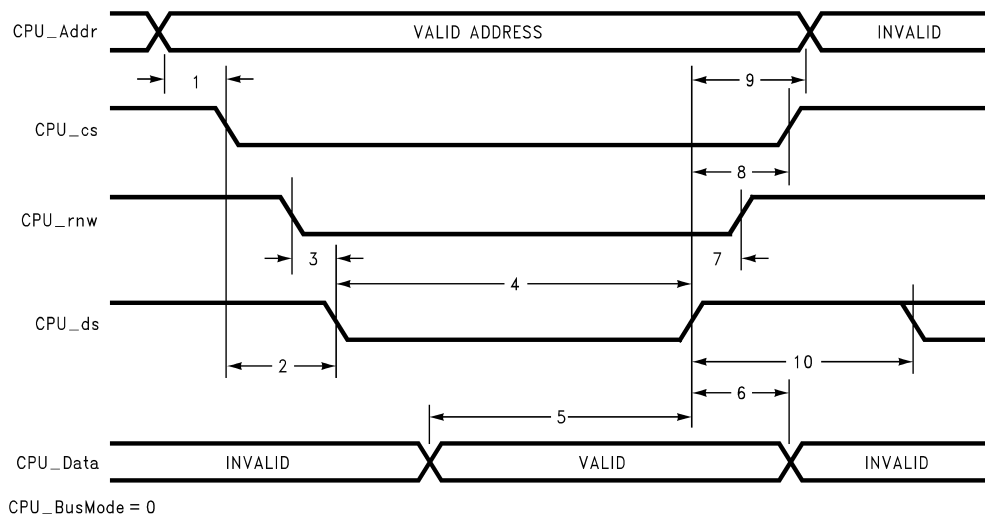 CPU_Addr VALID ADDRESS INVALID
1 9
CPU_cs
8
CPU_rnw
3 7
4
CPU_ds
2 10
6
5
CPU_Data INVALID VALID INVALID
CPU_BusMode = 0